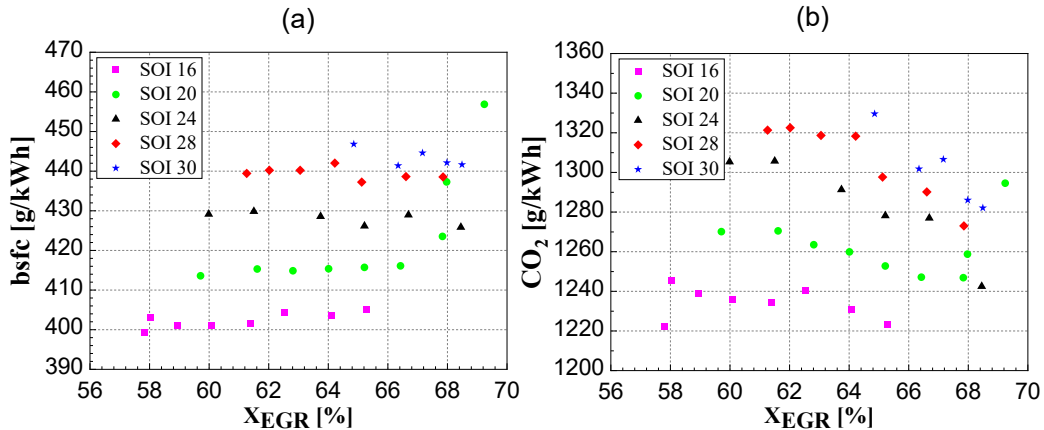 (a)
470
460
450
440
430
420
410
400
390
bsfc [g/kWh]
SOI 16
SOI 20
SOI 24
SOI 28
SOI 30
56 58 60 62 64 66 68 70
X_EGR [%]
(b)
1360
1340
1320
1300
1280
1260
1240
1220
1200
CO₂ [g/kWh]
SOI 16
SOI 20
SOI 24
SOI 28
SOI 30
56 58 60 62 64 66 68 70
X_EGR [%]